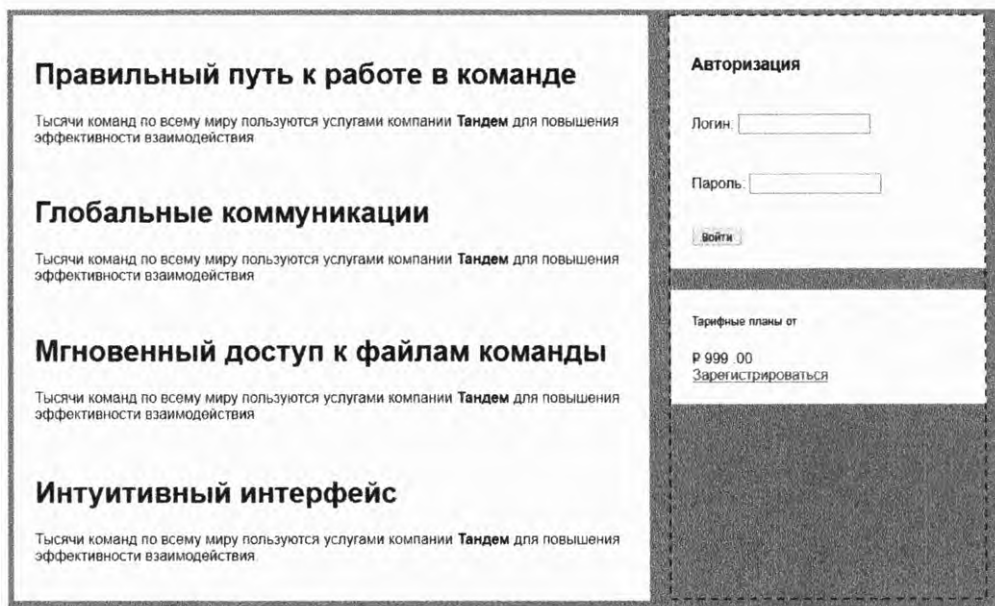 Правильный путь к работе в команде
Тысячи команд по всему миру пользуются услугами компании Тандем для повышения
эффективности взаимодействия
Глобальные коммуникации
Тысячи команд по всему миру пользуются услугами компании Тандем для повышения
эффективности взаимодействия
Мгновенный доступ к файлам команды
Тысячи команд по всему миру пользуются услугами компании Тандем для повышения
эффективности взаимодействия
Интуитивный интерфейс
Тысячи команд по всему миру пользуются услугами компании Тандем для повышения
эффективности взаимодействия.
Авторизация
Логин:
Пароль:
Войти
Тарифные планы от
₽ 999 .00
Зарегистрироваться